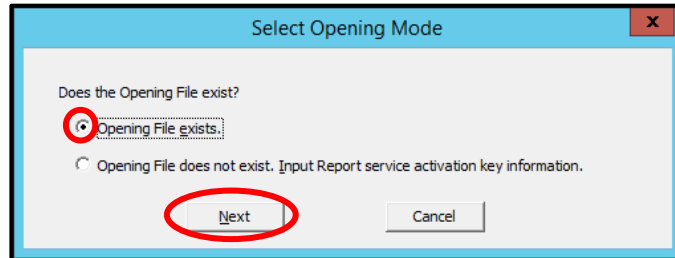 Select Opening Mode
x
Does the Opening File exist?
Opening File exists.
Opening File does not exist. Input Report service activation key information.
Next
Cancel